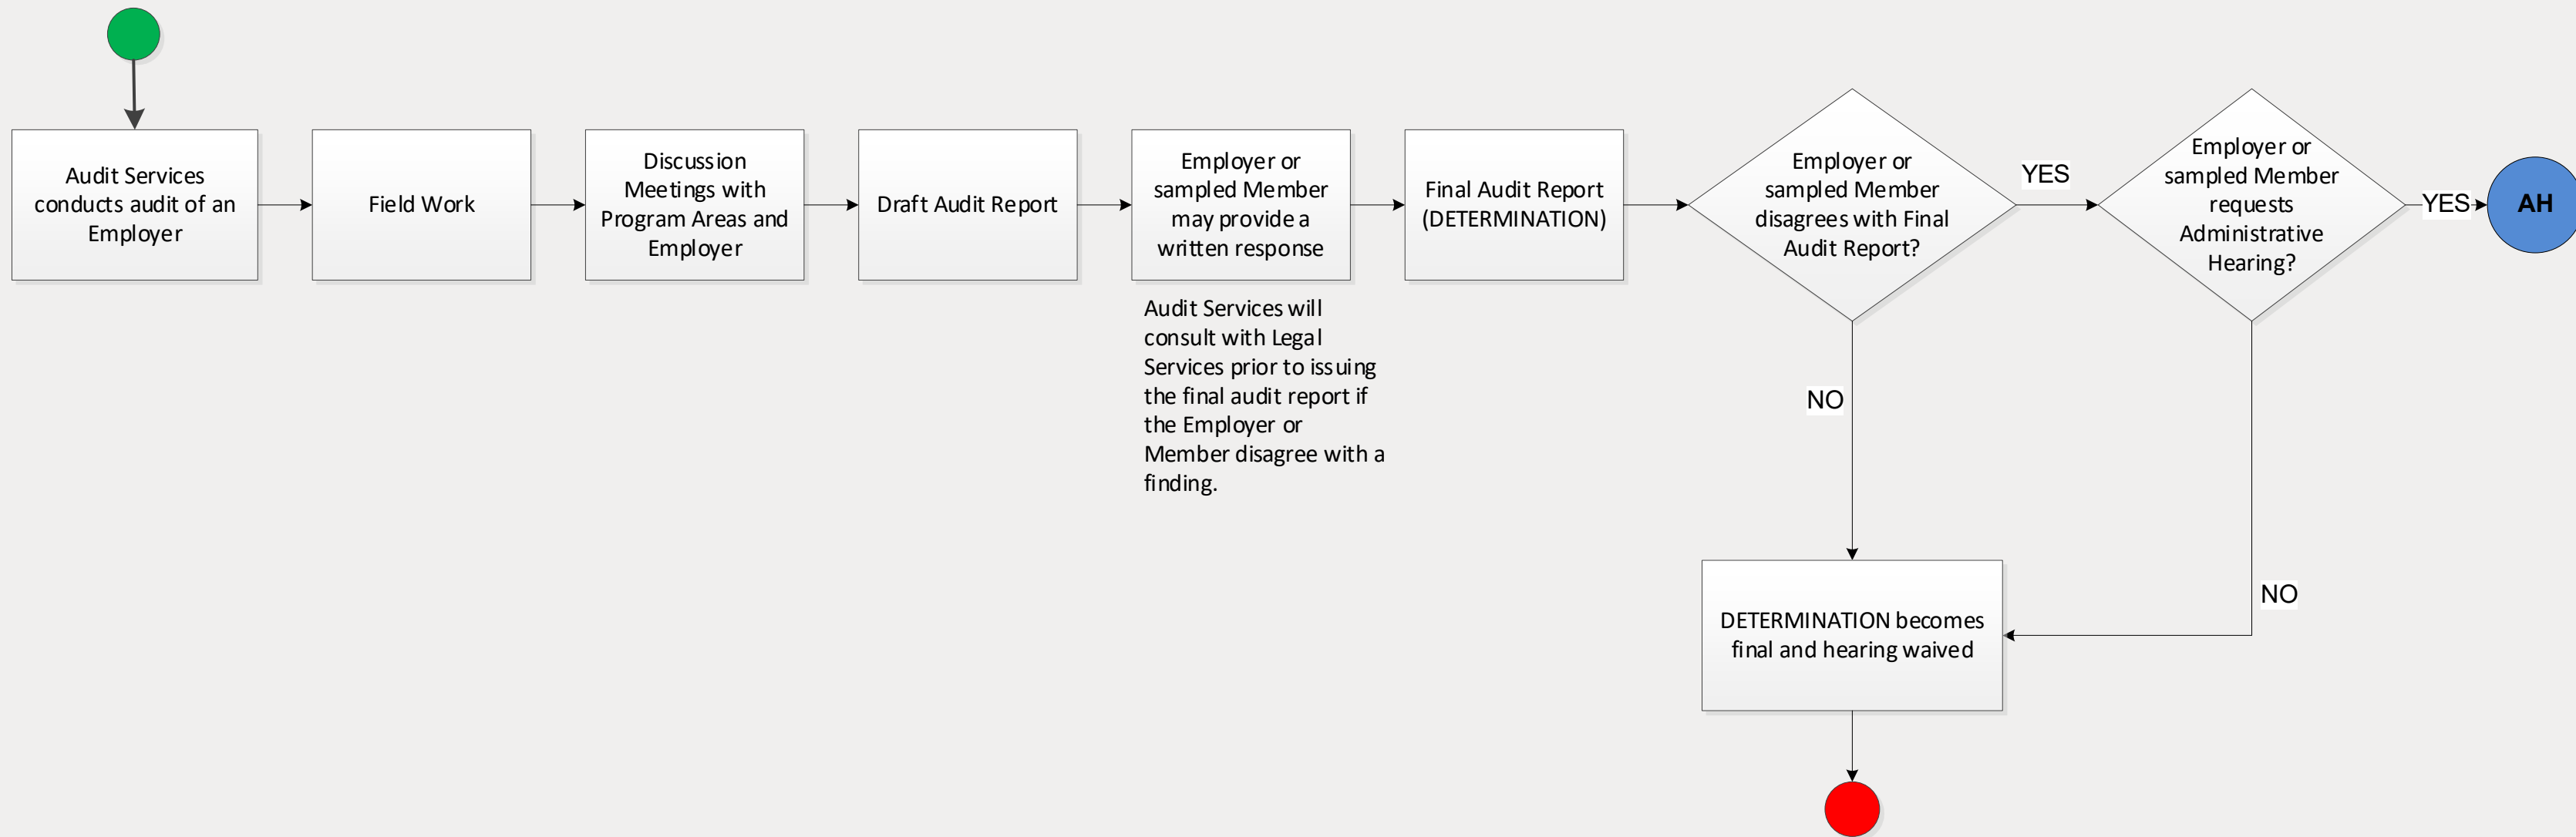 Audit Services
conducts audit of an
Employer
Field Work
Discussion
Meetings with
Program Areas and
Employer
Draft Audit Report
Employer or
sampled Member
may provide a
written response
Audit Services will
consult with Legal
Services prior to issuing
the final audit report if
the Employer or
Member disagree with a
finding.
Final Audit Report
(DETERMINATION)
Employer or
sampled Member
disagrees with Final
Audit Report?
YES
Employer or
sampled Member
requests
Administrative
Hearing?
YES
AH
NO
NO
DETERMINATION becomes
final and hearing waived